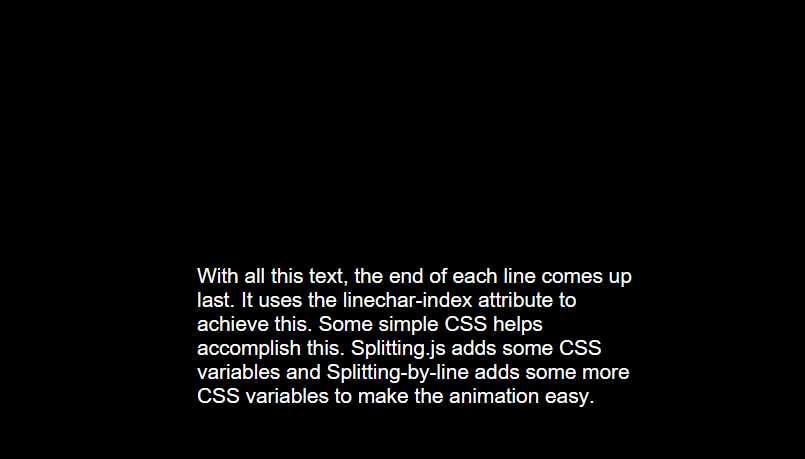 With all this text, the end of each line comes up
last. It uses the linechar-index attribute to
achieve this. Some simple CSS helps
accomplish this. Splitting.js adds some CSS
variables and Splitting-by-line adds some more
CSS variables to make the animation easy.